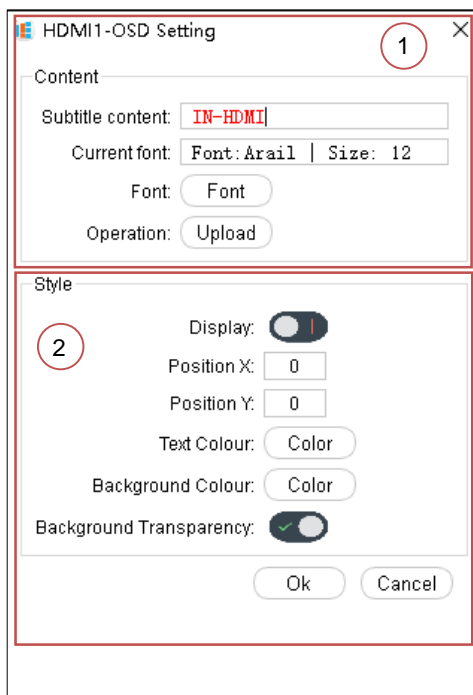 HDMI1-OSD Setting
1
Content
Subtitle content: IN-HDMI
Current font: Font:Arail | Size: 12
Font: Font
Operation: Upload
Style
2
Display:
Position X: 0
Position Y: 0
Text Colour: Color
Background Colour: Color
Background Transparency:
Ok Cancel